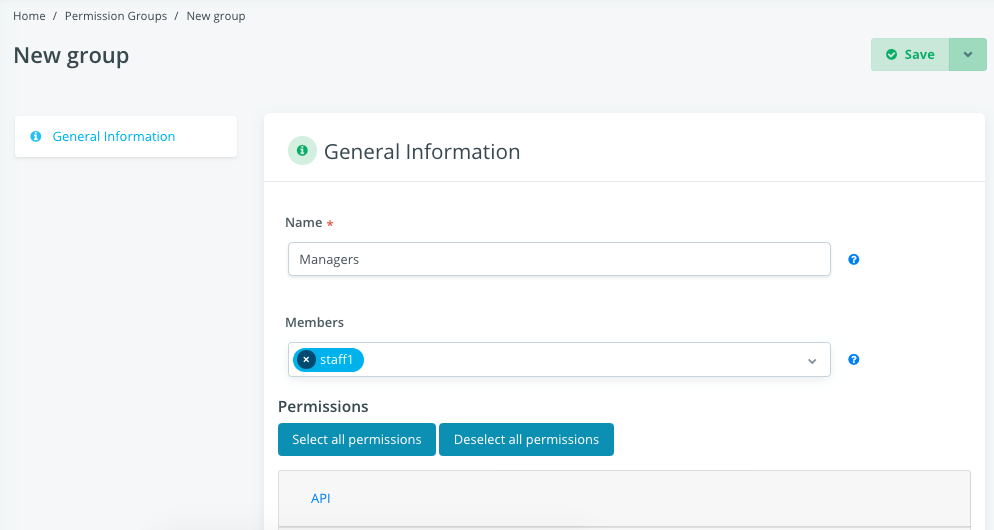 Home / Permission Groups / New group
New group
Save
General Information
General Information
Name *
Managers
Members
staff1
Permissions
Select all permissions Deselect all permissions
API